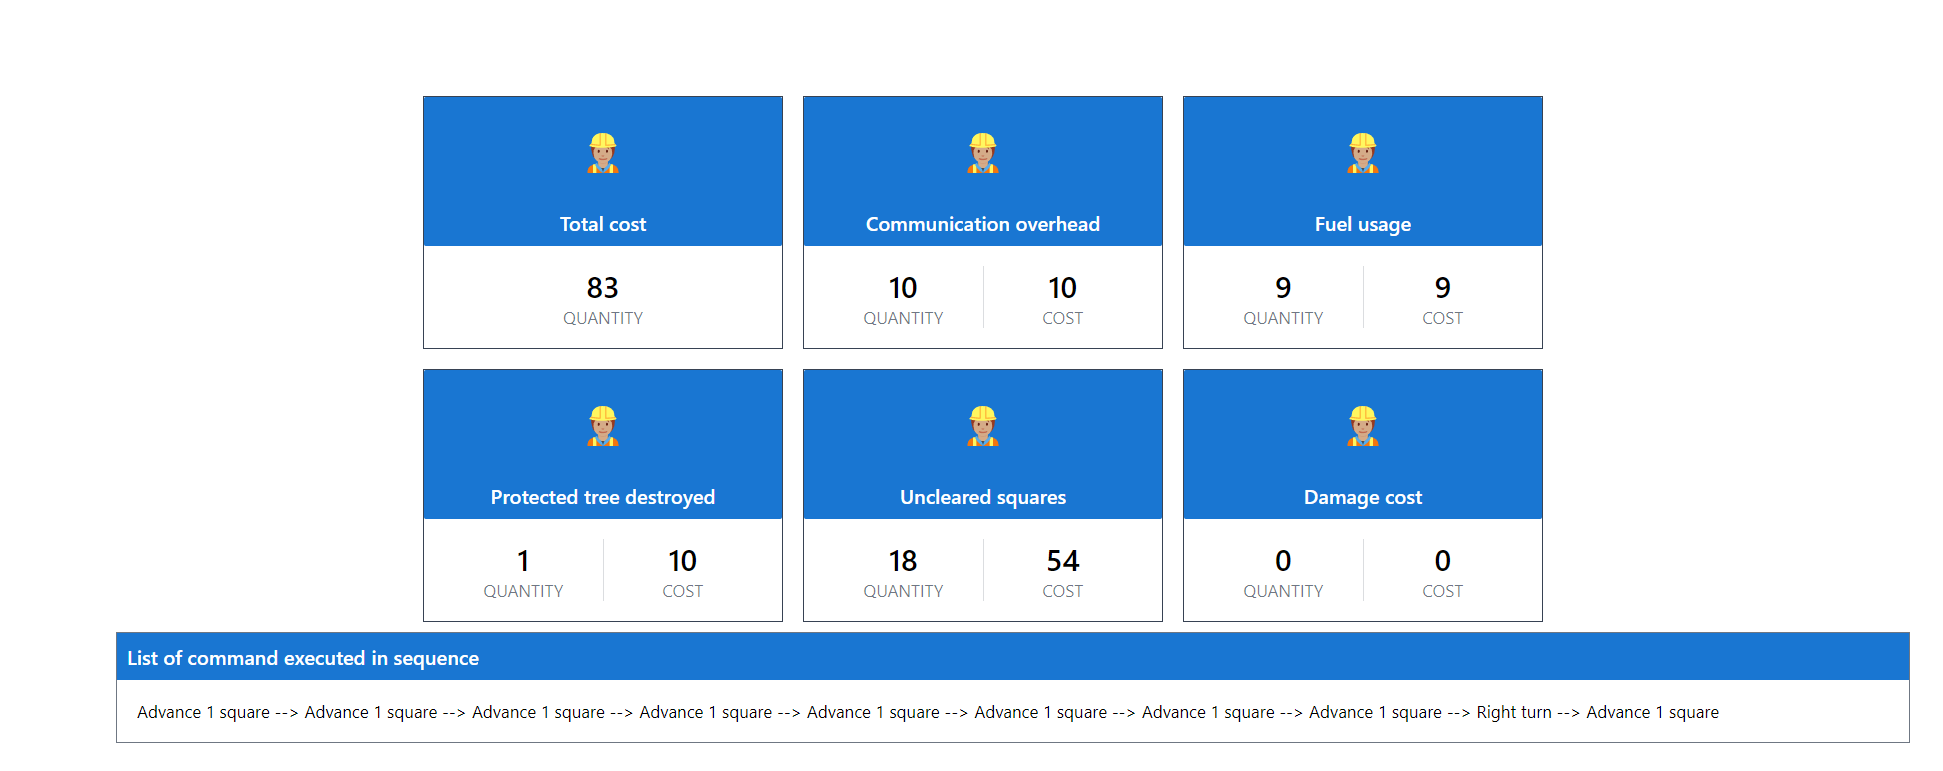 Total cost
83
QUANTITY
Communication overhead
10
QUANTITY
10
COST
Fuel usage
9
QUANTITY
9
COST
Protected tree destroyed
1
QUANTITY
10
COST
Uncleared squares
18
QUANTITY
54
COST
Damage cost
0
QUANTITY
0
COST
List of command executed in sequence
Advance 1 square --> Advance 1 square --> Advance 1 square --> Advance 1 square --> Advance 1 square --> Advance 1 square --> Advance 1 square --> Advance 1 square --> Right turn --> Advance 1 square